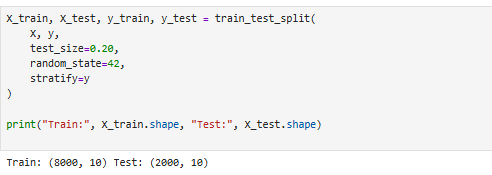 X_train, X_test, y_train, y_test = train_test_split(
    X, y,
    test_size=0.20,
    random_state=42,
    stratify=y
)
print("Train:", X_train.shape, "Test:", X_test.shape)
Train: (8000, 10) Test: (2000, 10)